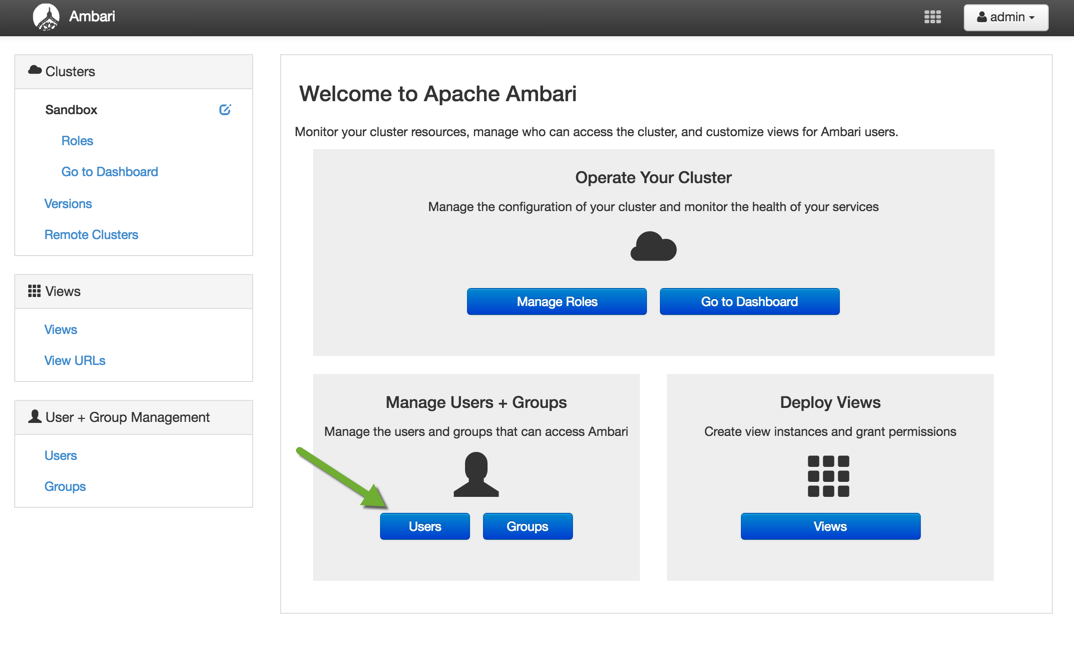 Ambari
admin
Clusters
Sandbox
Roles
Go to Dashboard
Versions
Remote Clusters
Views
Views
View URLs
User + Group Management
Users
Groups
Welcome to Apache Ambari
Monitor your cluster resources, manage who can access the cluster, and customize views for Ambari users.
Operate Your Cluster
Manage the configuration of your cluster and monitor the health of your services
Manage Roles
Go to Dashboard
Manage Users + Groups
Manage the users and groups that can access Ambari
Users
Groups
Deploy Views
Create view instances and grant permissions
Views